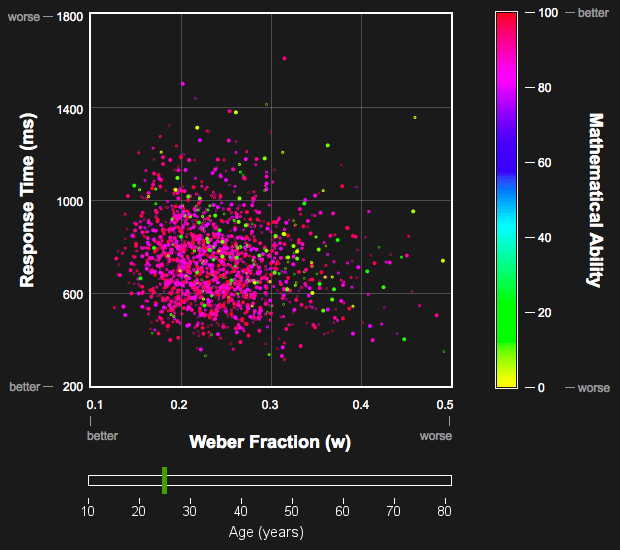 worse
1800
1400
1000
600
200
better
Response Time (ms)
0.1
0.2
0.3
0.4
0.5
better
Weber Fraction (w)
worse
100
better
80
60
40
20
0
worse
Mathematical Ability
10
20
30
40
50
60
70
80
Age (years)